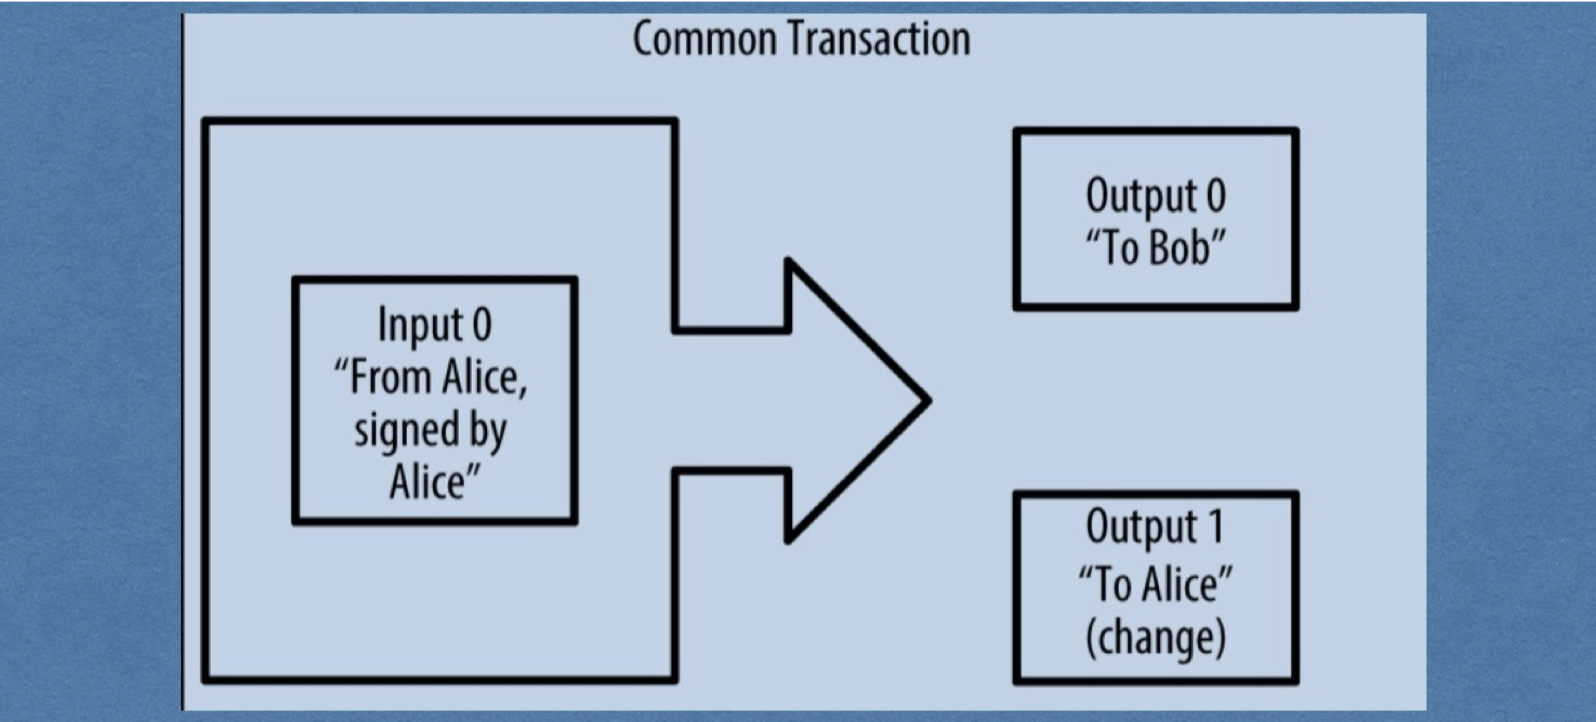 Common Transaction
Input 0
“From Alice,
signed by
Alice”
Output 0
“To Bob”
Output 1
“To Alice”
(change)